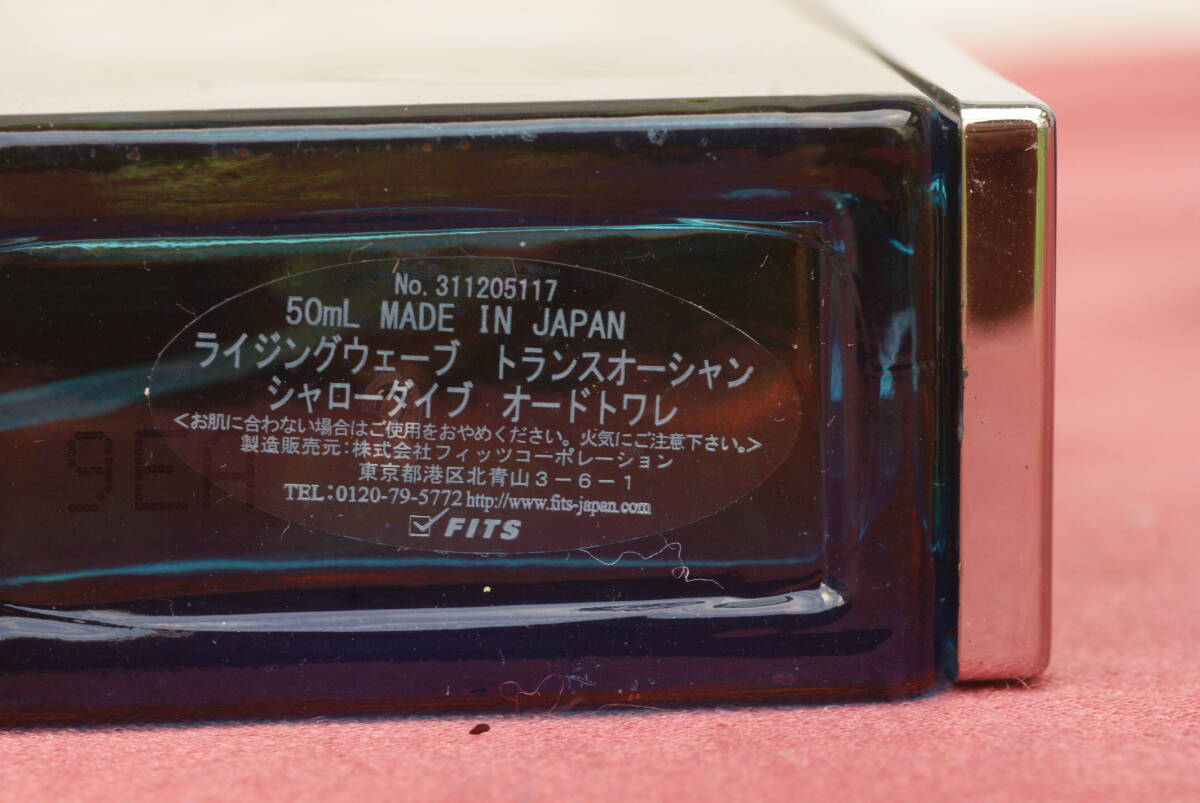 No. 311205117
50mL MADE IN JAPAN
ライジングウェーブ トランスオーシャン
シャローダイブ オードトワレ
<お肌に合わない場合はご使用をおやめください。火気にご注意下さい。>
製造販売元:株式会社フィッツコーポレーション
東京都港区北青山3-6-1
TEL:0120-79-5772 http://www.fits-japan.com
FITS